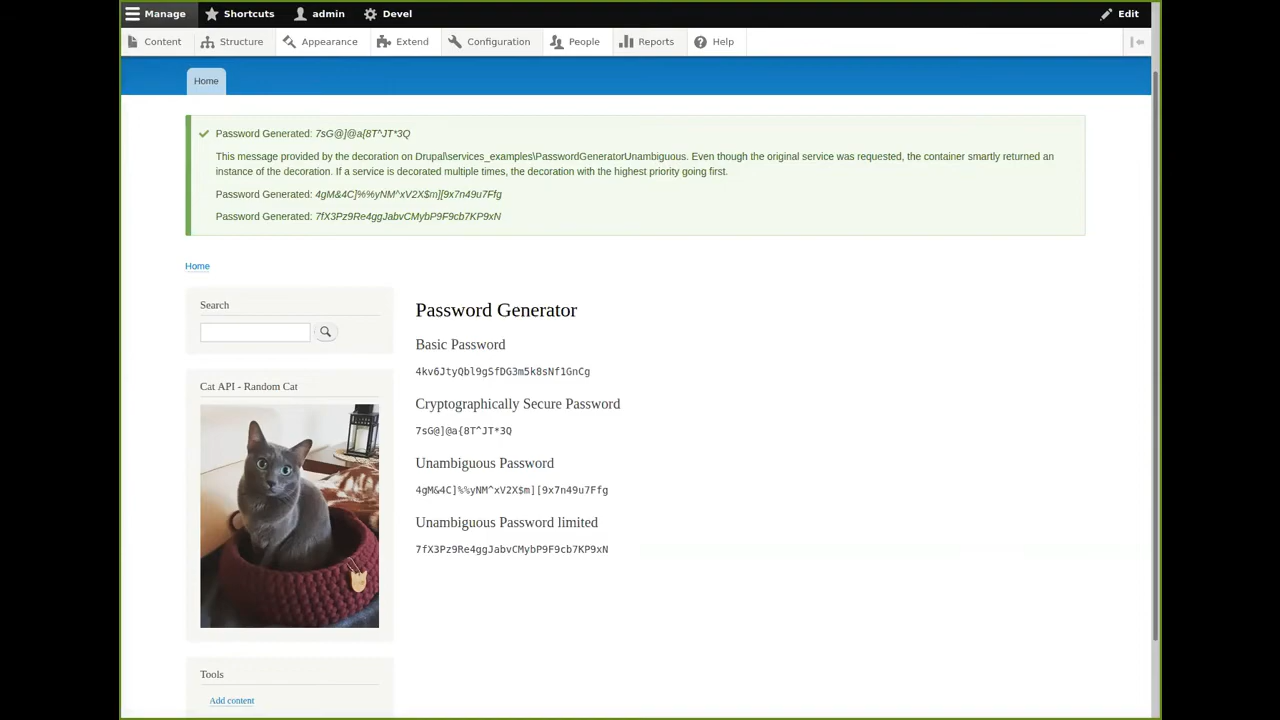 Manage Shortcuts admin Devel Edit
Content Structure Appearance Extend Configuration People Reports Help
Home
Password Generated: 7sG@]@a{8T^JT*3Q
This message provided by the decoration on Drupal\services_examples\PasswordGeneratorUnambiguous. Even though the original service was requested, the container smartly returned an
instance of the decoration. If a service is decorated multiple times, the decoration with the highest priority going first.
Password Generated: 4gM&4C]%%yNM^xV2X$m][9x7n49u7Ffg
Password Generated: 7fX3Pz9Re4ggJabvCMybP9F9cb7KP9xN
Home
Search
Cat API - Random Cat
Tools
Add content
Password Generator
Basic Password
4kv6JtyQbl9gSfDG3m5k8sNf1GnCg
Cryptographically Secure Password
7sG@]@a{8T^JT*3Q
Unambiguous Password
4gM&4C]%%yNM^xV2X$m][9x7n49u7Ffg
Unambiguous Password limited
7fX3Pz9Re4ggJabvCMybP9F9cb7KP9xN